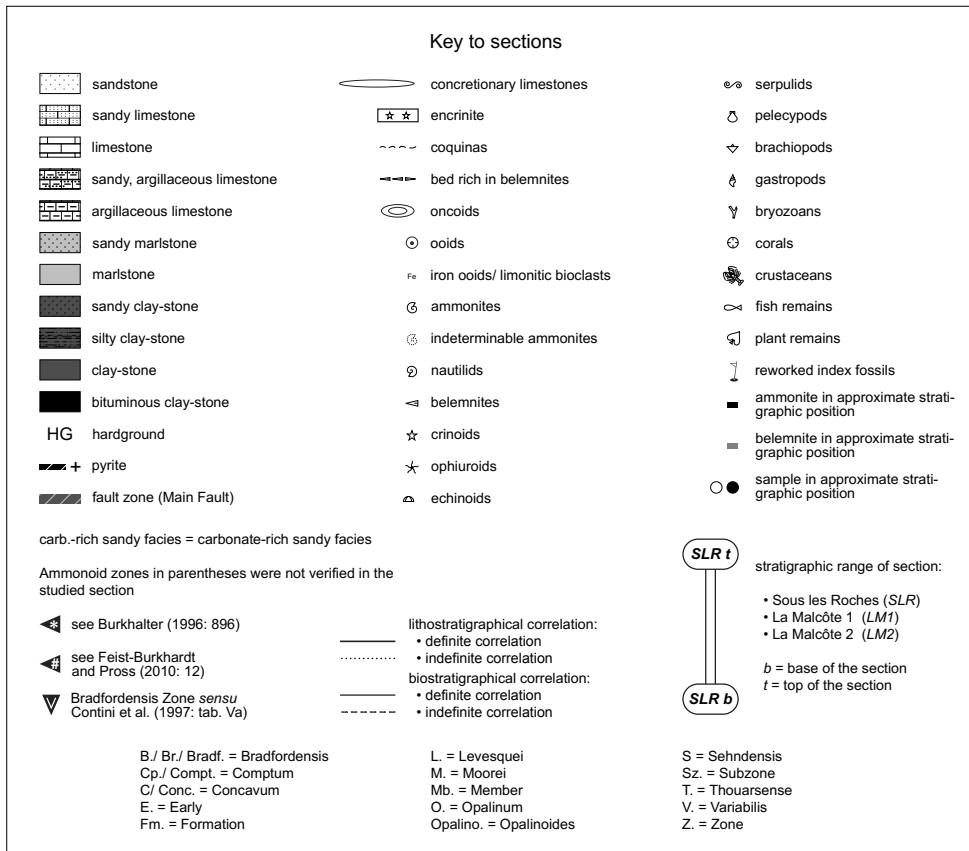 Key to sections
sandstone
sandy limestone
limestone
sandy, argillaceous limestone
argillaceous limestone
sandy marlstone
marlstone
sandy clay-stone
silty clay-stone
clay-stone
bituminous clay-stone
HG hardground
pyrite
fault zone (Main Fault)
concretionary limestones
encrinite
coquinas
bed rich in belemnites
oncoids
ooids
Fe iron ooids/ limonitic bioclasts
ammonites
indeterminable ammonites
nautilids
belemnites
crinoids
ophiuroids
echinoids
serpulids
pelecypods
brachiopods
gastropods
bryozoans
corals
crustaceans
fish remains
plant remains
reworked index fossils
ammonite in approximate strati-
graphic position
belemnite in approximate strati-
graphic position
sample in approximate strati-
graphic position
carb.-rich sandy facies = carbonate-rich sandy facies
Ammonoid zones in parentheses were not verified in the
studied section
* see Burkhalter (1996: 896)
# see Feist-Burkhardt
and Pross (2010: 12)
V Bradfordensis Zone sensu
Contini et al. (1997: tab. Va)
lithostratigraphical correlation:
• definite correlation
• indefinite correlation
biostratigraphical correlation:
• definite correlation
• indefinite correlation
SLR t
SLR b
stratigraphic range of section:
• Sous les Roches (SLR)
• La Malcôte 1 (LM1)
• La Malcôte 2 (LM2)
b = base of the section
t = top of the section
B./ Br./ Bradf. = Bradfordensis
Cp./ Compt. = Comptum
C/ Conc. = Concavum
E. = Early
Fm. = Formation
L. = Levesquei
M. = Moorei
Mb. = Member
O. = Opalinum
Opalino. = Opalinoides
S = Sehndensis
Sz. = Subzone
T. = Thouarsense
V. = Variabilis
Z. = Zone